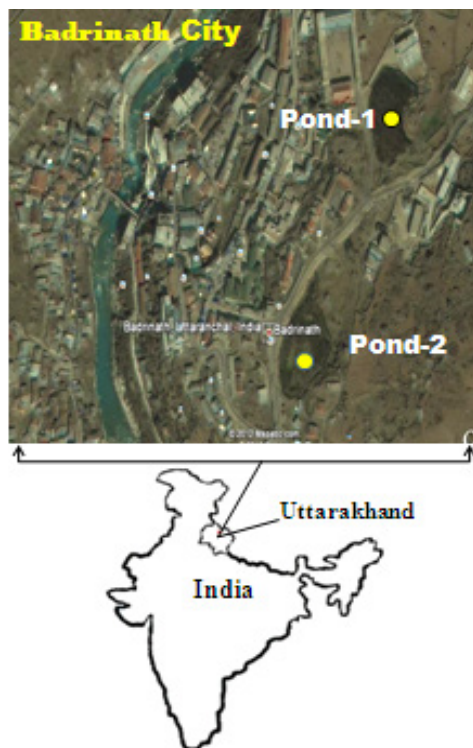 Badrinath City
Pond-1
Badrinath Uttaranchal, India
Badrinath
Pond-2
Uttarakhand
India